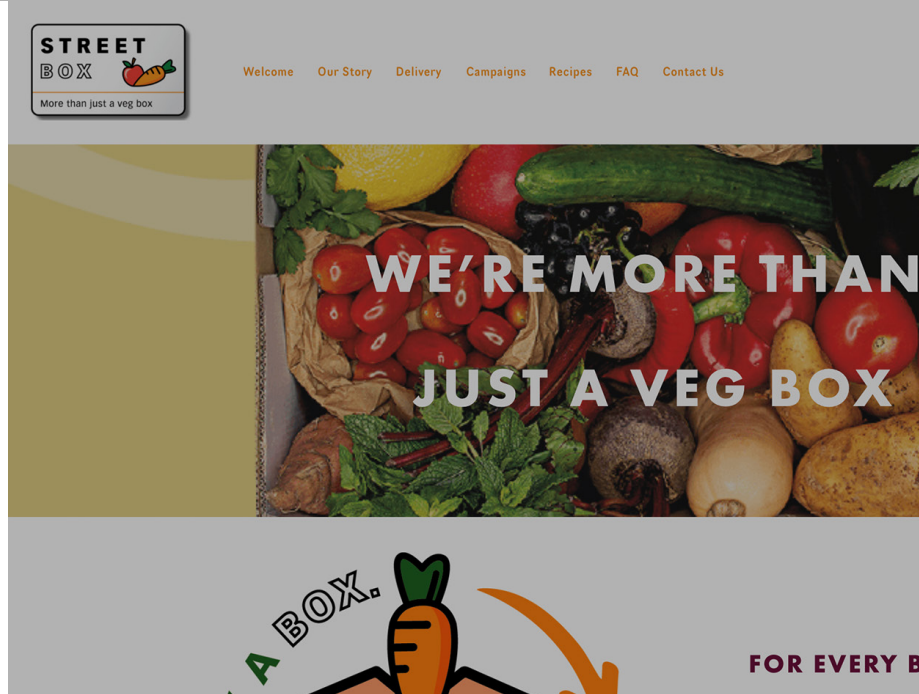 STREET
BOX
More than just a veg box
Welcome Our Story Delivery Campaigns Recipes FAQ Contact Us
WE'RE MORE THAN
JUST A VEG BOX
A BOX.
FOR EVERY B